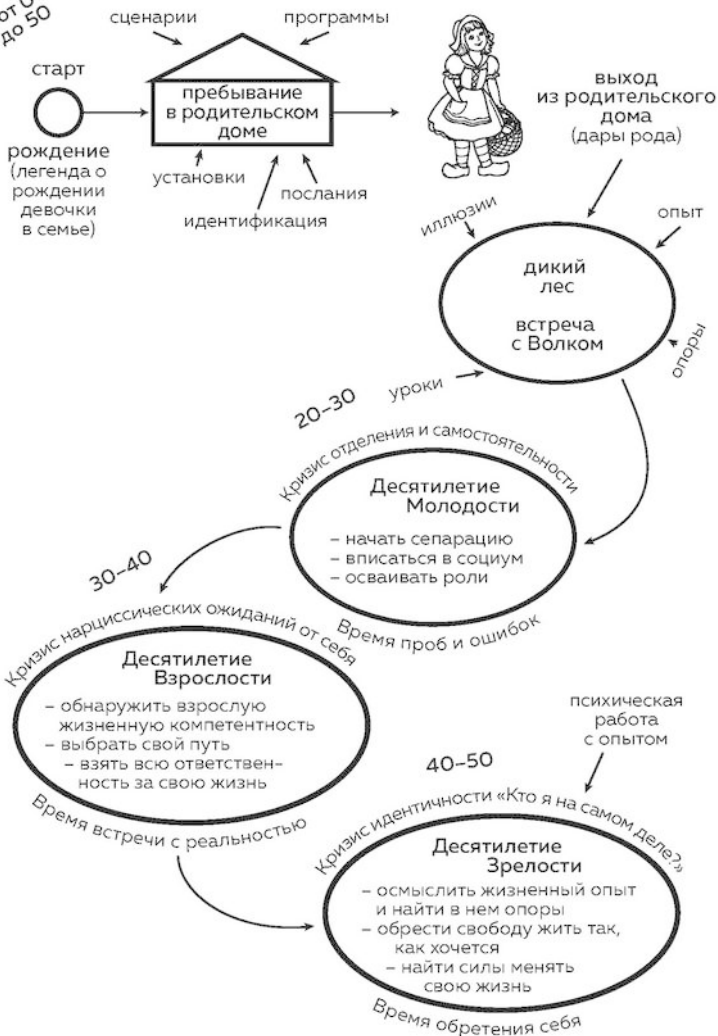 от 0
до 50
сценарии
программы
старт
пребывание
в родительском
доме
рождение
(легенда о
рождении
девочки
в семье)
установки
послания
идентификация
выход
из родительского
дома
(дары рода)
иллюзии
опыт
дикий
лес
встреча
с Волком
опоры
уроки
20–30
Кризис отделения и самостоятельности
Десятилетие
Молодости
– начать сепарацию
– вписаться в социум
– осваивать роли
Время проб и ошибок
30–40
Кризис нарциссических ожиданий от себя
Десятилетие
Взрослости
– обнаружить взрослую
жизненную компетентность
– выбрать свой путь
– взять всю ответствен-
ность за свою жизнь
Время встречи с реальностью
психическая
работа
с опытом
40–50
Кризис идентичности «Кто я на самом деле?»
Десятилетие
Зрелости
– осмыслить жизненный опыт
и найти в нем опоры
– обрести свободу жить так,
как хочется
– найти силы менять
свою жизнь
Время обретения себя